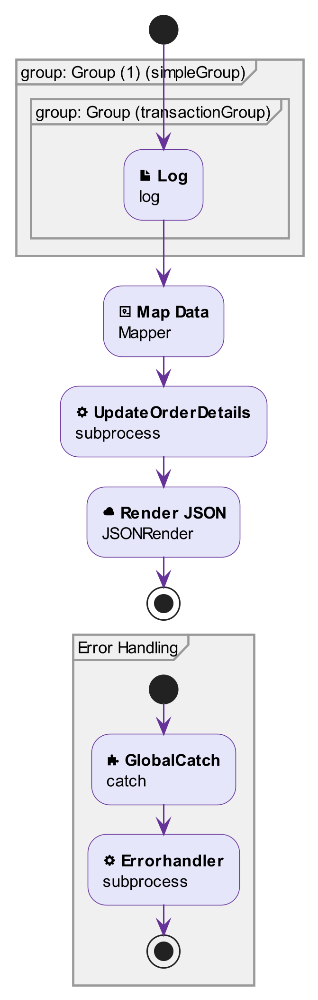 group: Group (1) (simpleGroup)
group: Group (transactionGroup)
Log
log
Map Data
Mapper
UpdateOrderDetails
subprocess
Render JSON
JSONRender
Error Handling
GlobalCatch
catch
Errorhandler
subprocess